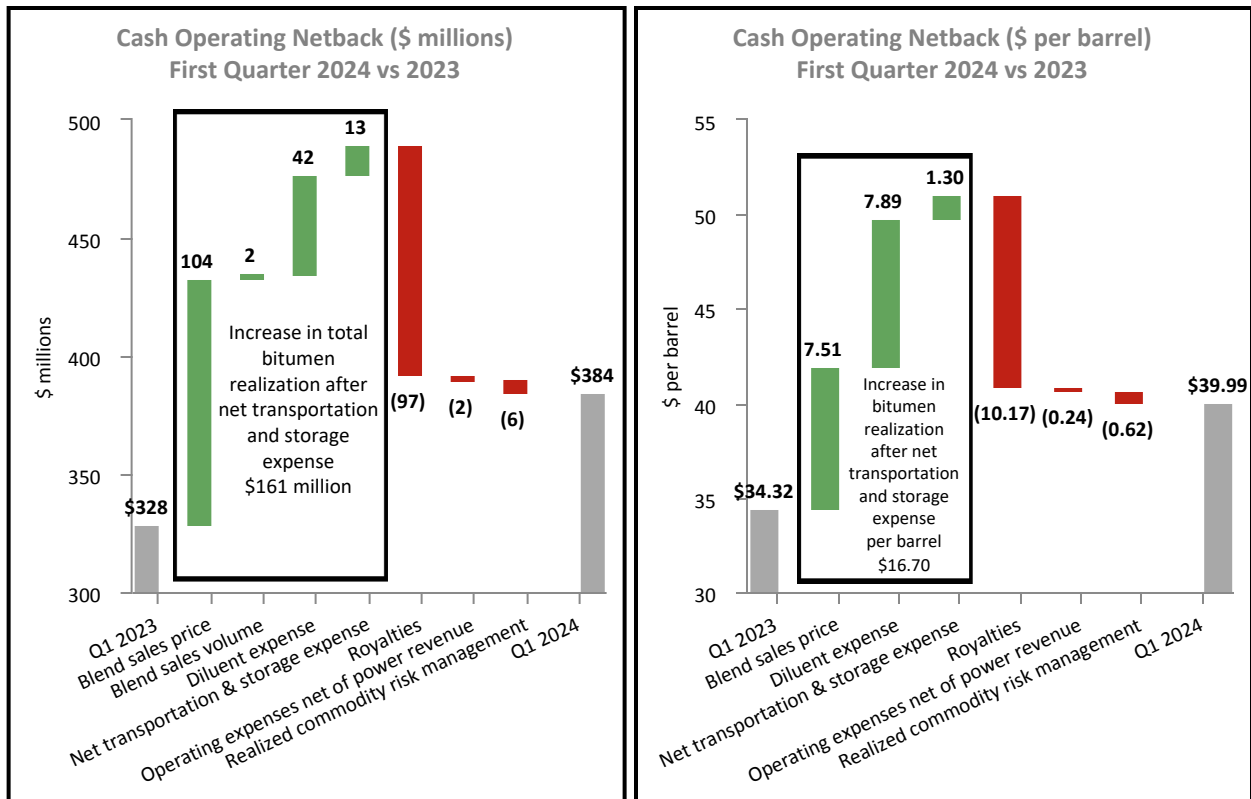 Cash Operating Netback ($ millions)
First Quarter 2024 vs 2023
$ millions
500
450
400
350
300
$328
104
2
42
13
(97)
(2)
(6)
$384
Increase in total
bitumen
realization after
net transportation
and storage
expense
$161 million
Q1 2023
Blend sales price
Blend sales volume
Diluent expense
Net transportation & storage expense
Royalties
Operating expenses net of power revenue
Realized commodity risk management
Q1 2024
Cash Operating Netback ($ per barrel)
First Quarter 2024 vs 2023
$ per barrel
55
50
45
40
35
30
$34.32
7.51
7.89
1.30
(10.17)
(0.24)
(0.62)
$39.99
Increase in
bitumen
realization
after net
transportation
and storage
expense
per barrel
$16.70
Q1 2023
Blend sales price
Diluent expense
Net transportation & storage expense
Royalties
Operating expenses net of power revenue
Realized commodity risk management
Q1 2024